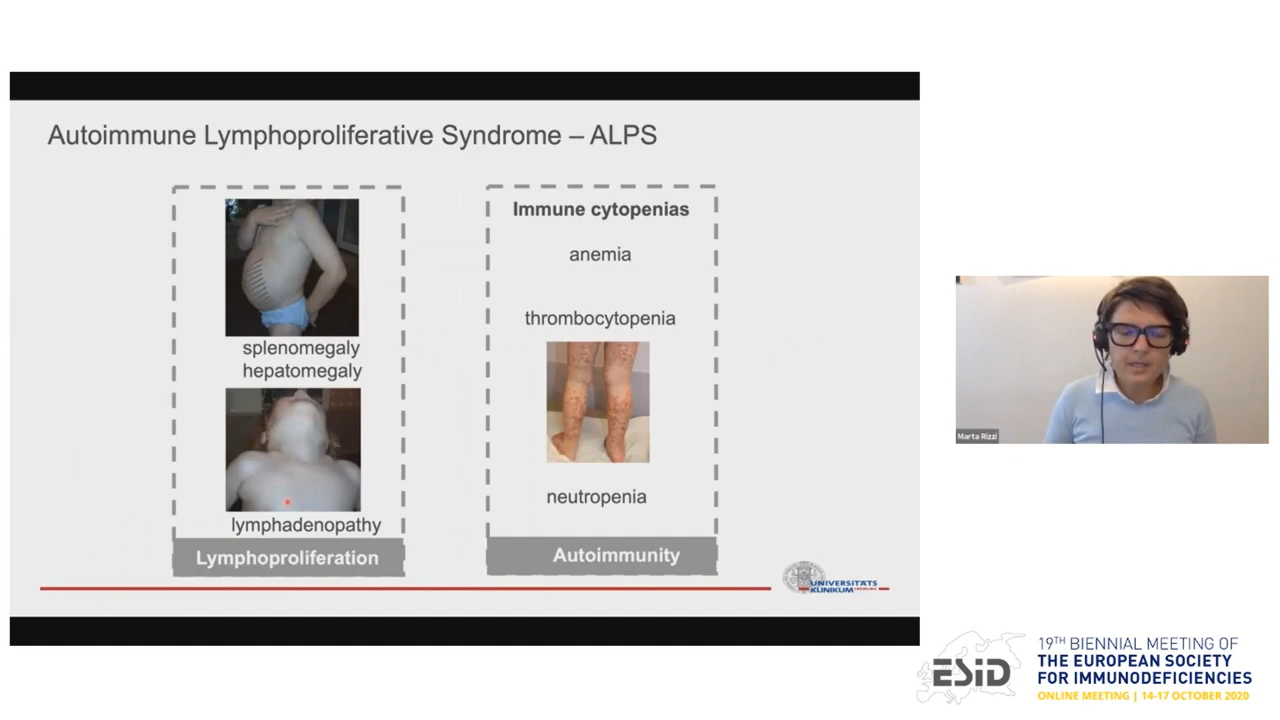 Autoimmune Lymphoproliferative Syndrome – ALPS
splenomegaly
hepatomegaly
lymphadenopathy
Lymphoproliferation
Immune cytopenias
anemia
thrombocytopenia
neutropenia
Autoimmunity
UNIVERSITÄTS
KLINIKUM
Marta Rizzi
ESID
19TH BIENNIAL MEETING OF
THE EUROPEAN SOCIETY
FOR IMMUNODEFICIENCIES
ONLINE MEETING | 14-17 OCTOBER 2020